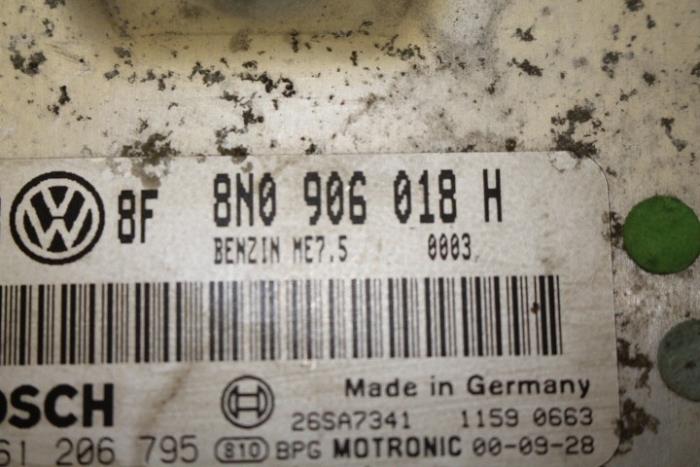 8F 8N0 906 018 H
BENZIN ME7.5 0003
OSCH Made in Germany
26SA7341 1159 0663
61 206 795 810 BPG MOTRONIC 00-09-28